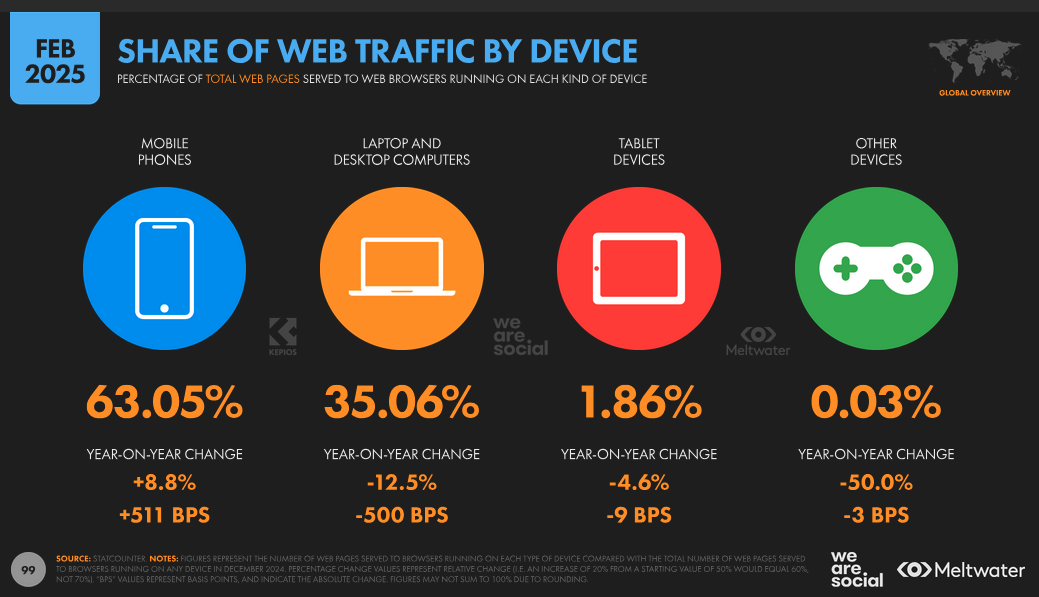 FEB
2025
SHARE OF WEB TRAFFIC BY DEVICE
PERCENTAGE OF TOTAL WEB PAGES SERVED TO WEB BROWSERS RUNNING ON EACH KIND OF DEVICE
GLOBAL OVERVIEW
MOBILE
PHONES
LAPTOP AND
DESKTOP COMPUTERS
TABLET
DEVICES
OTHER
DEVICES
KEPIOS
we
are
social
Meltwater
63.05%
35.06%
1.86%
0.03%
YEAR-ON-YEAR CHANGE
YEAR-ON-YEAR CHANGE
YEAR-ON-YEAR CHANGE
YEAR-ON-YEAR CHANGE
+8.8%
-12.5%
-4.6%
-50.0%
+511 BPS
-500 BPS
-9 BPS
-3 BPS
99
SOURCE: STATCOUNTER. NOTES: FIGURES REPRESENT THE NUMBER OF WEB PAGES SERVED TO BROWSERS RUNNING ON EACH TYPE OF DEVICE COMPARED WITH THE TOTAL NUMBER OF WEB PAGES SERVED
TO BROWSERS RUNNING ON ANY DEVICE IN DECEMBER 2024. PERCENTAGE CHANGE VALUES REPRESENT RELATIVE CHANGE (I.E. AN INCREASE OF 20% FROM A STARTING VALUE OF 50% WOULD EQUAL 60%,
NOT 70%). "BPS" VALUES REPRESENT BASIS POINTS, AND INDICATE THE ABSOLUTE CHANGE. FIGURES MAY NOT SUM TO 100% DUE TO ROUNDING.
we
are
social
Meltwater